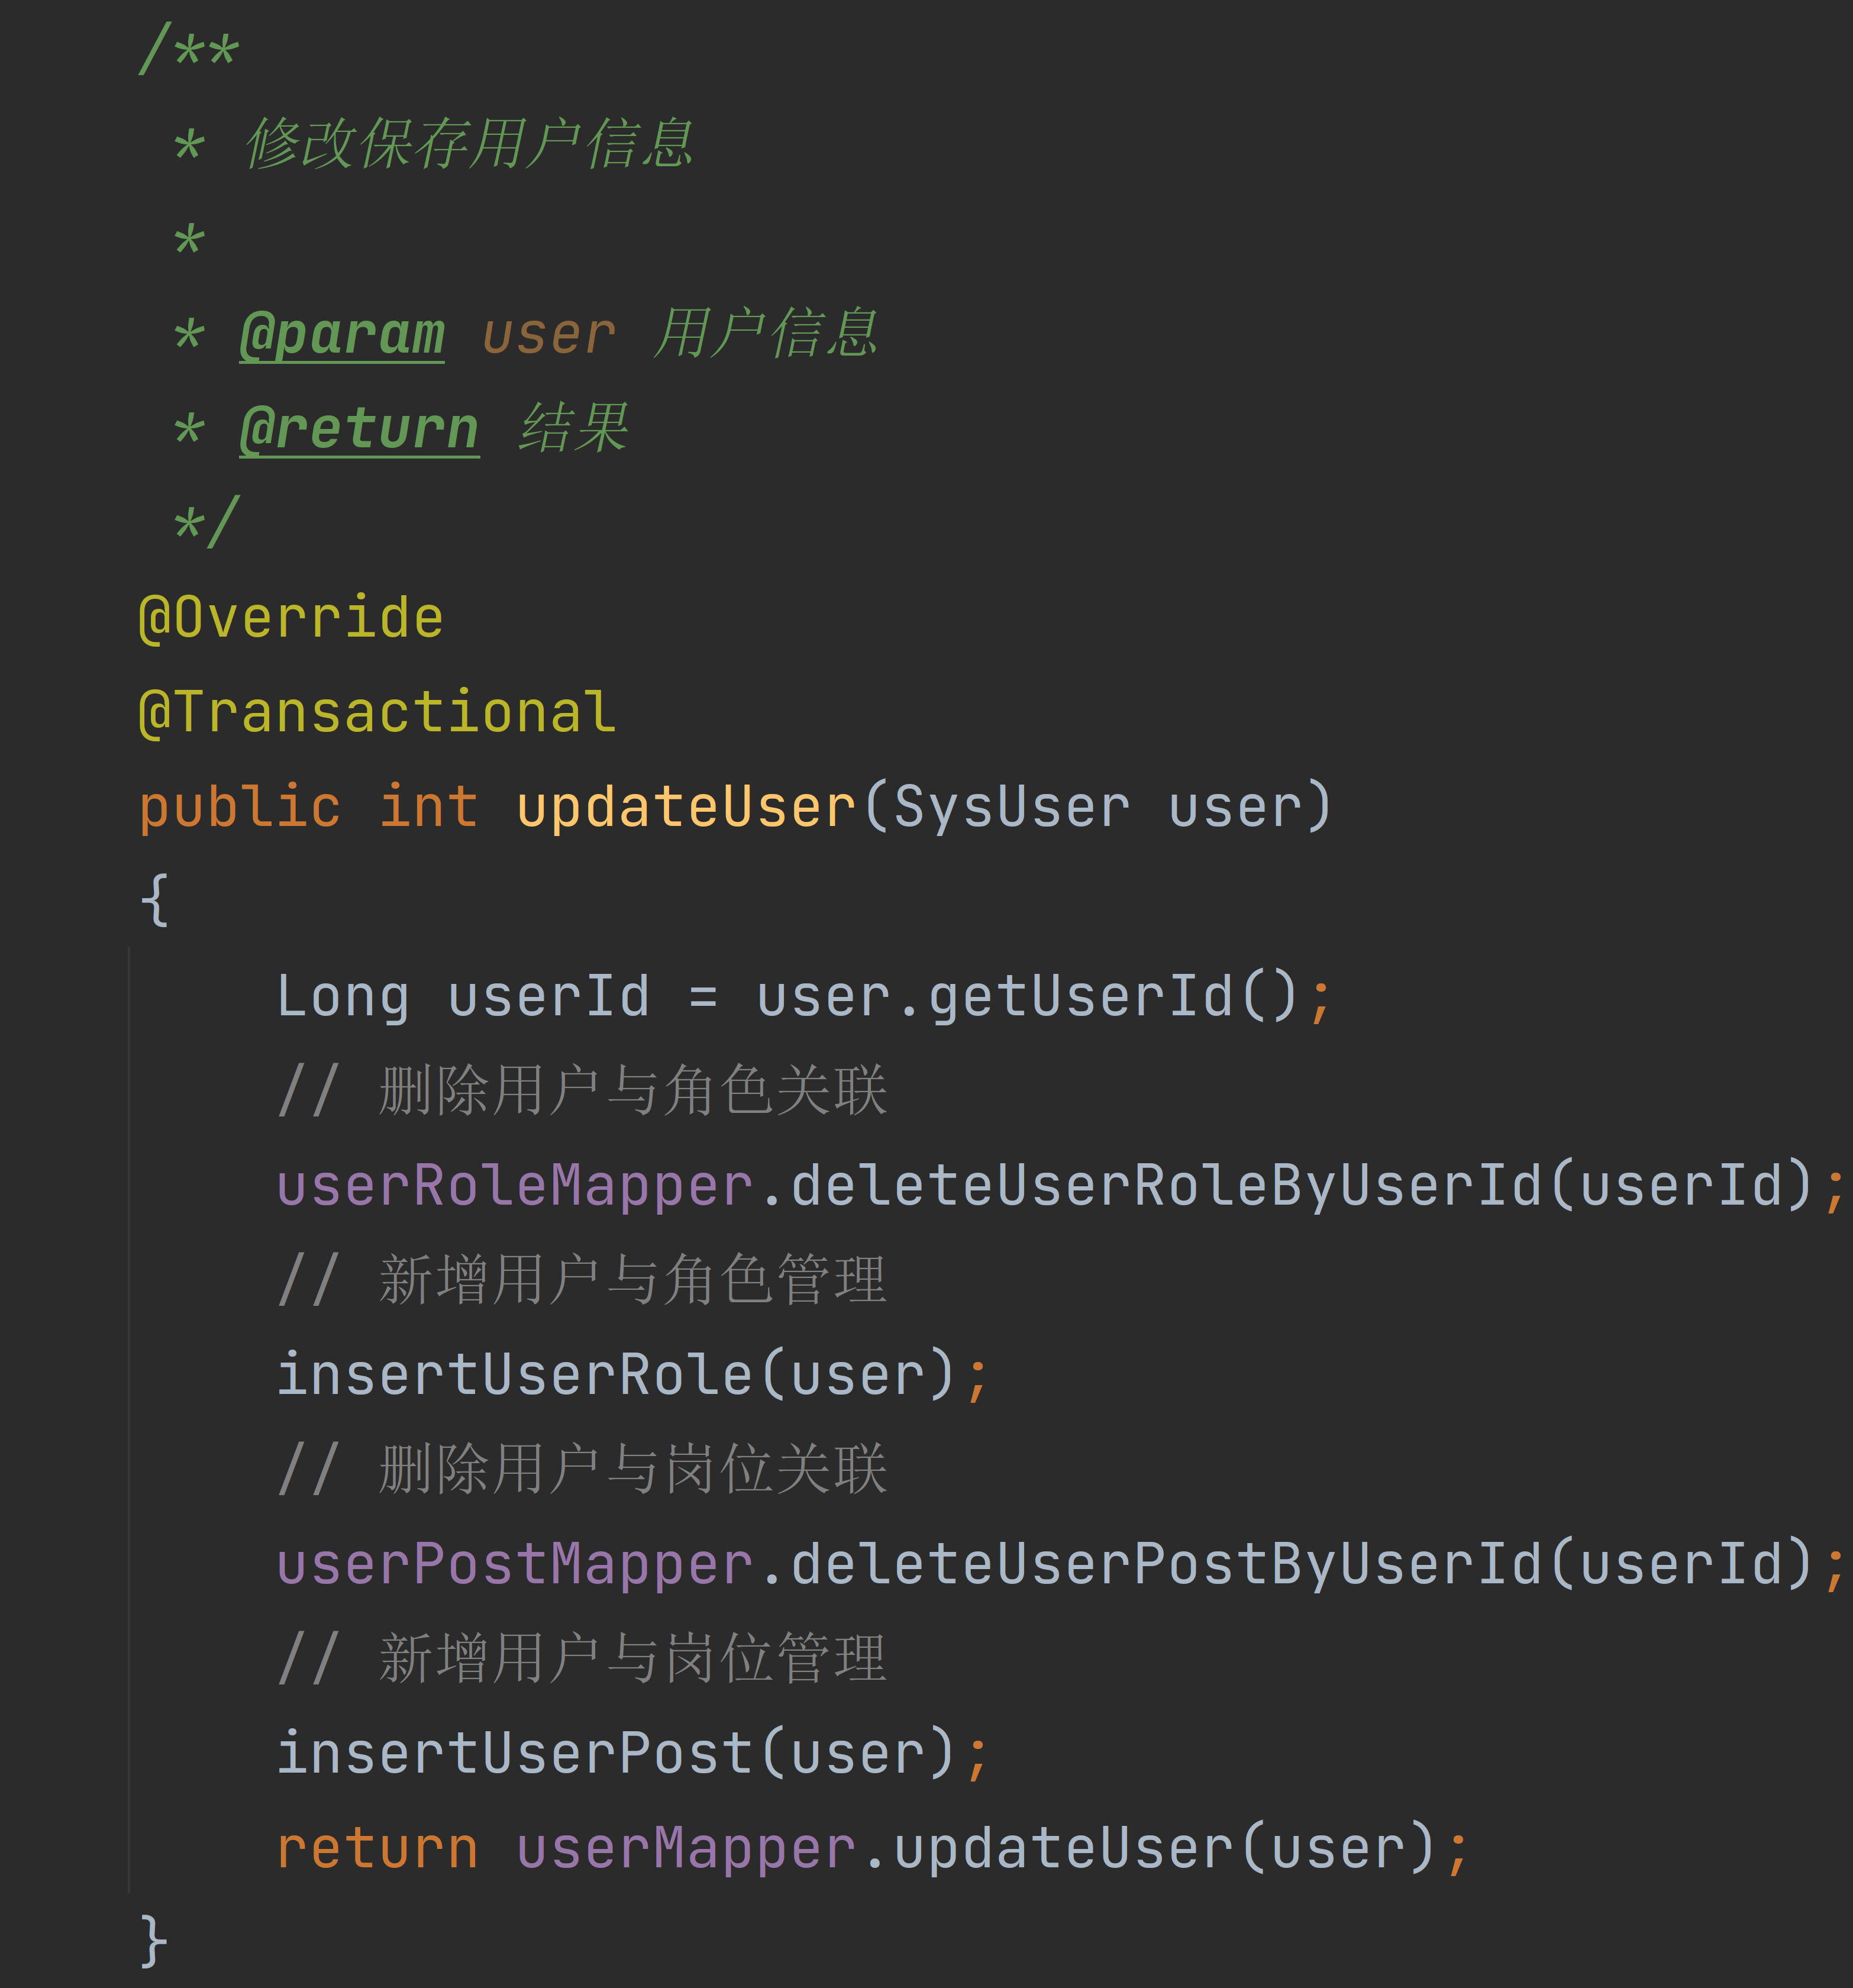 /**
 * 修改保存用户信息
 *
 * @param user 用户信息
 * @return 结果
 */
@Override
@Transactional
public int updateUser(SysUser user)
{
    Long userId = user.getUserId();
    // 删除用户与角色关联
    userRoleMapper.deleteUserRoleByUserId(userId);
    // 新增用户与角色管理
    insertUserRole(user);
    // 删除用户与岗位关联
    userPostMapper.deleteUserPostByUserId(userId);
    // 新增用户与岗位管理
    insertUserPost(user);
    return userMapper.updateUser(user);
}